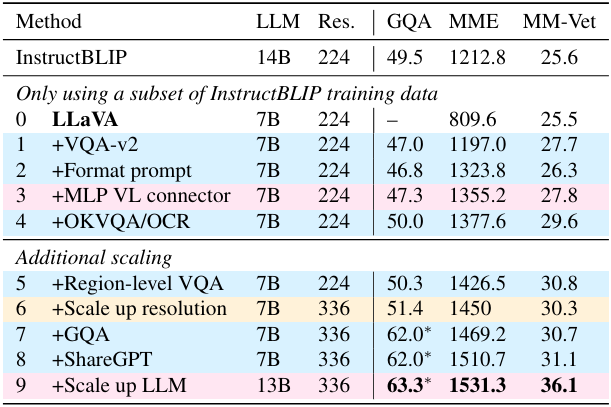 Method LLM Res. GQA MME MM-Vet
InstructBLIP 14B 224 49.5 1212.8 25.6
Only using a subset of InstructBLIP training data
0 LLaVA 7B 224 – 809.6 25.5
1 +VQA-v2 7B 224 47.0 1197.0 27.7
2 +Format prompt 7B 224 46.8 1323.8 26.3
3 +MLP VL connector 7B 224 47.3 1355.2 27.8
4 +OKVQA/OCR 7B 224 50.0 1377.6 29.6
Additional scaling
5 +Region-level VQA 7B 224 50.3 1426.5 30.8
6 +Scale up resolution 7B 336 51.4 1450 30.3
7 +GQA 7B 336 62.0* 1469.2 30.7
8 +ShareGPT 7B 336 62.0* 1510.7 31.1
9 +Scale up LLM 13B 336 63.3* 1531.3 36.1